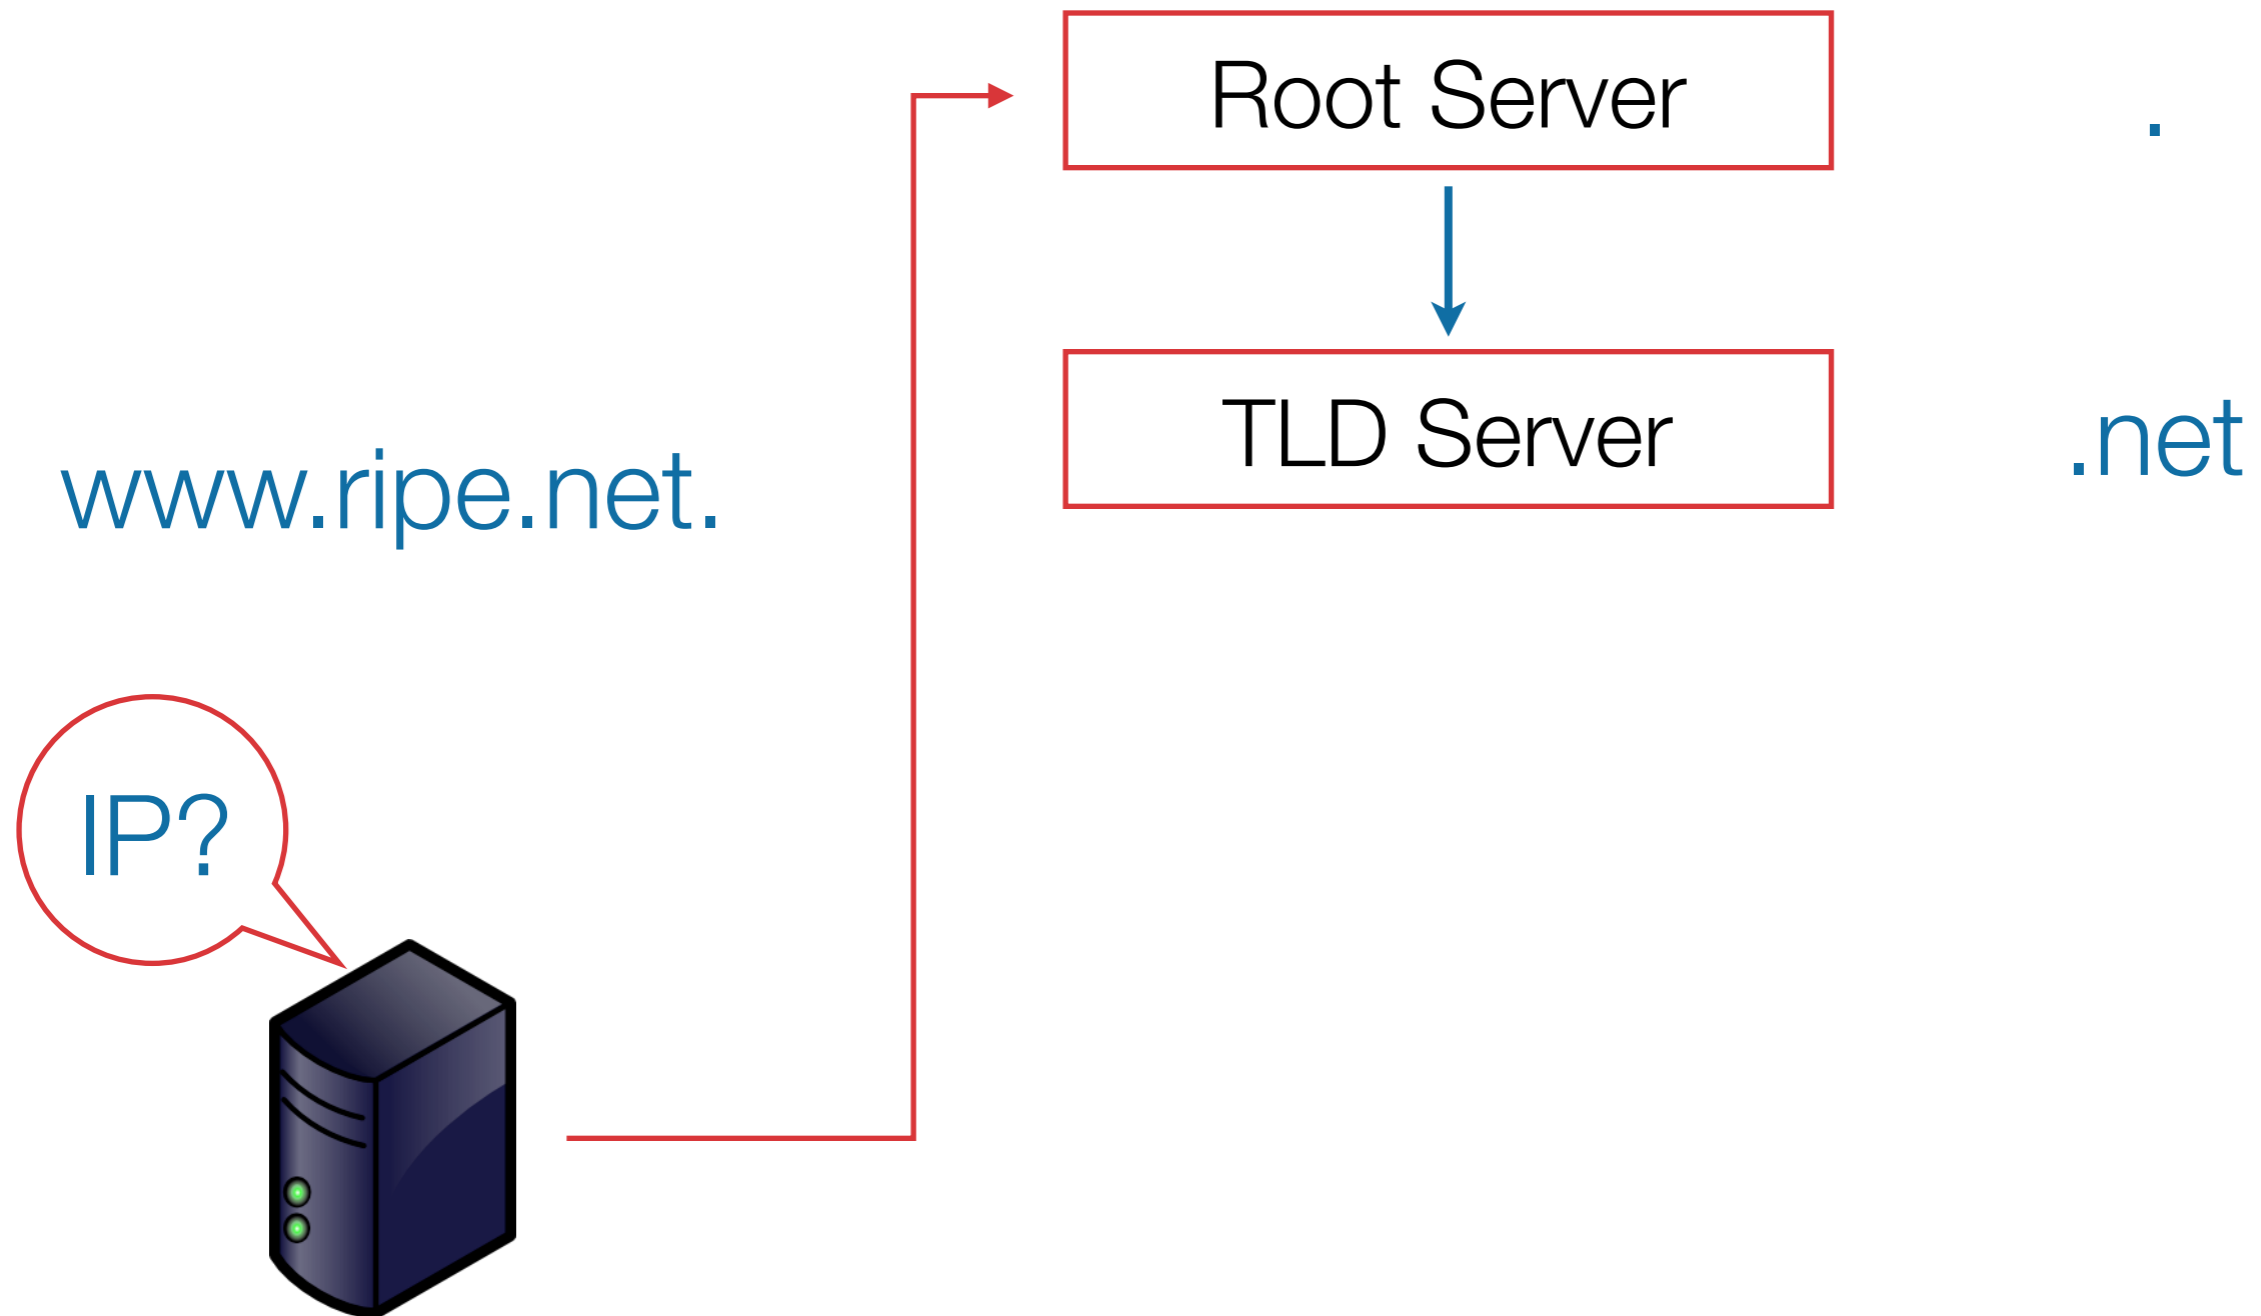 Root Server
.
TLD Server
.net
www.ripe.net.
IP?